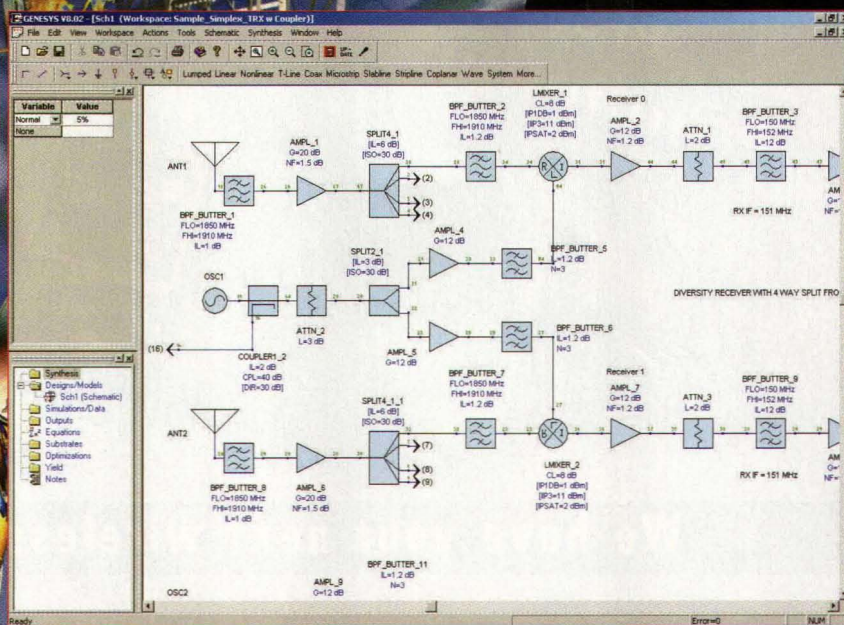 GENESYS V8.02 - [Sch1 (Workspace: Sample_Simplex_TRX w Coupler)]
File Edit View Workspace Actions Tools Schematic Synthesis Window Help
Lumped Linear Nonlinear T-Line Coax Microstrip Slabline Stripline Coplanar Wave System More...
Variable Value
Normal 5%
None
Synthesis
Designs/Models
Sch1 (Schematic)
Simulations/Data
Outputs
Equations
Substrates
Optimizations
Yield
Notes
ANT1
BPF_BUTTER_1
FLO=1850 MHz
FHI=1910 MHz
IL=1 dB
AMPL_1
G=20 dB
NF=1.5 dB
SPLIT4_1
[IL=6 dB]
[ISO=30 dB]
(2)
(3)
(4)
BPF_BUTTER_2
FLO=1850 MHz
FHI=1910 MHz
IL=1.2 dB
LMIXER_1
CL=8 dB
[IP1DB=1 dBm]
[IP3=11 dBm]
[IPSAT=2 dBm]
Receiver 0
AMPL_2
G=12 dB
NF=1.2 dB
ATTN_1
L=2 dB
BPF_BUTTER_3
FLO=150 MHz
FHI=152 MHz
IL=12 dB
RX IF = 151 MHz
OSC1
(16)
COUPLER1_2
IL=2 dB
CPL=40 dB
[DIR=30 dB]
ATTN_2
L=3 dB
SPLIT2_1
[IL=3 dB]
[ISO=30 dB]
AMPL_4
G=12 dB
BPF_BUTTER_5
IL=1.2 dB
N=3
AMPL_5
G=12 dB
BPF_BUTTER_6
IL=1.2 dB
N=3
DIVERSITY RECEIVER WITH 4 WAY SPLIT FRO
ANT2
BPF_BUTTER_8
FLO=1850 MHz
FHI=1910 MHz
IL=1 dB
AMPL_6
G=20 dB
NF=1.5 dB
SPLIT4_1_1
[IL=6 dB]
[ISO=30 dB]
(7)
(8)
(9)
BPF_BUTTER_7
FLO=1850 MHz
FHI=1910 MHz
IL=1.2 dB
LMIXER_2
CL=8 dB
[IP1DB=1 dBm]
[IP3=11 dBm]
[IPSAT=2 dBm]
Receiver 1
AMPL_7
G=12 dB
NF=1.2 dB
ATTN_3
L=2 dB
BPF_BUTTER_9
FLO=150 MHz
FHI=152 MHz
IL=12 dB
RX IF = 151 MHz
OSC2
AMPL_9
G=12 dB
BPF_BUTTER_11
IL=1.2 dB
N=3
Ready
Error=0
NUM